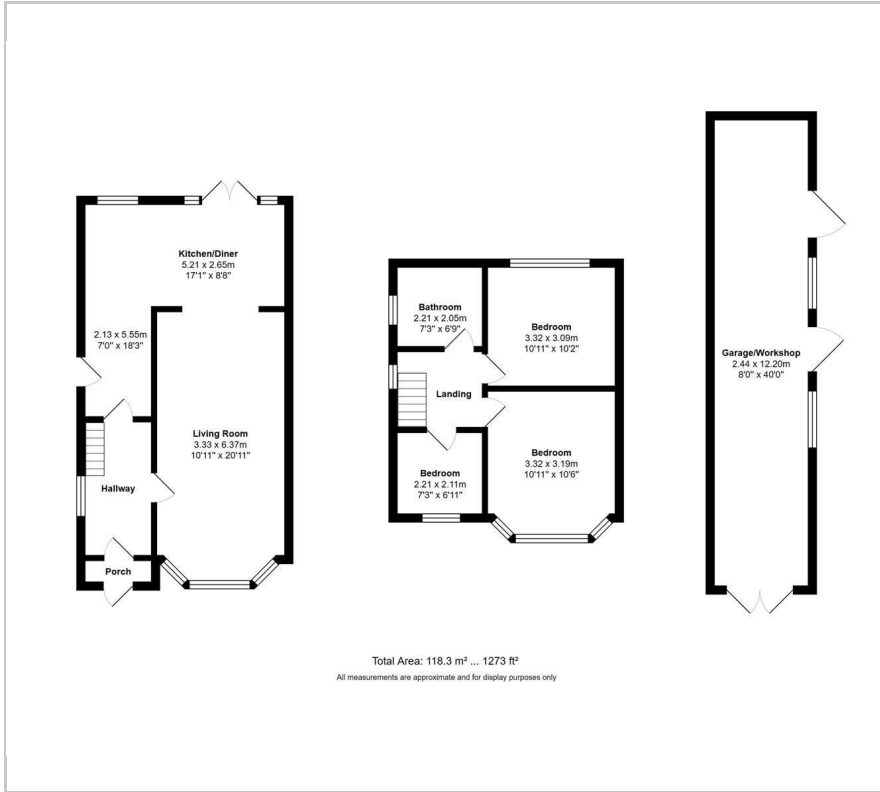 Kitchen/Diner
5.21 x 2.65m
17'1" x 8'8"
2.13 x 5.55m
7'0" x 18'3"
Living Room
3.33 x 6.37m
10'11" x 20'11"
Hallway
Porch
Bathroom
2.21 x 2.05m
7'3" x 6'9"
Bedroom
3.32 x 3.09m
10'11" x 10'2"
Landing
Bedroom
2.21 x 2.11m
7'3" x 6'11"
Bedroom
3.32 x 3.19m
10'11" x 10'6"
Garage/Workshop
2.44 x 12.20m
8'0" x 40'0"
Total Area: 118.3 m² ... 1273 ft²
All measurements are approximate and for display purposes only